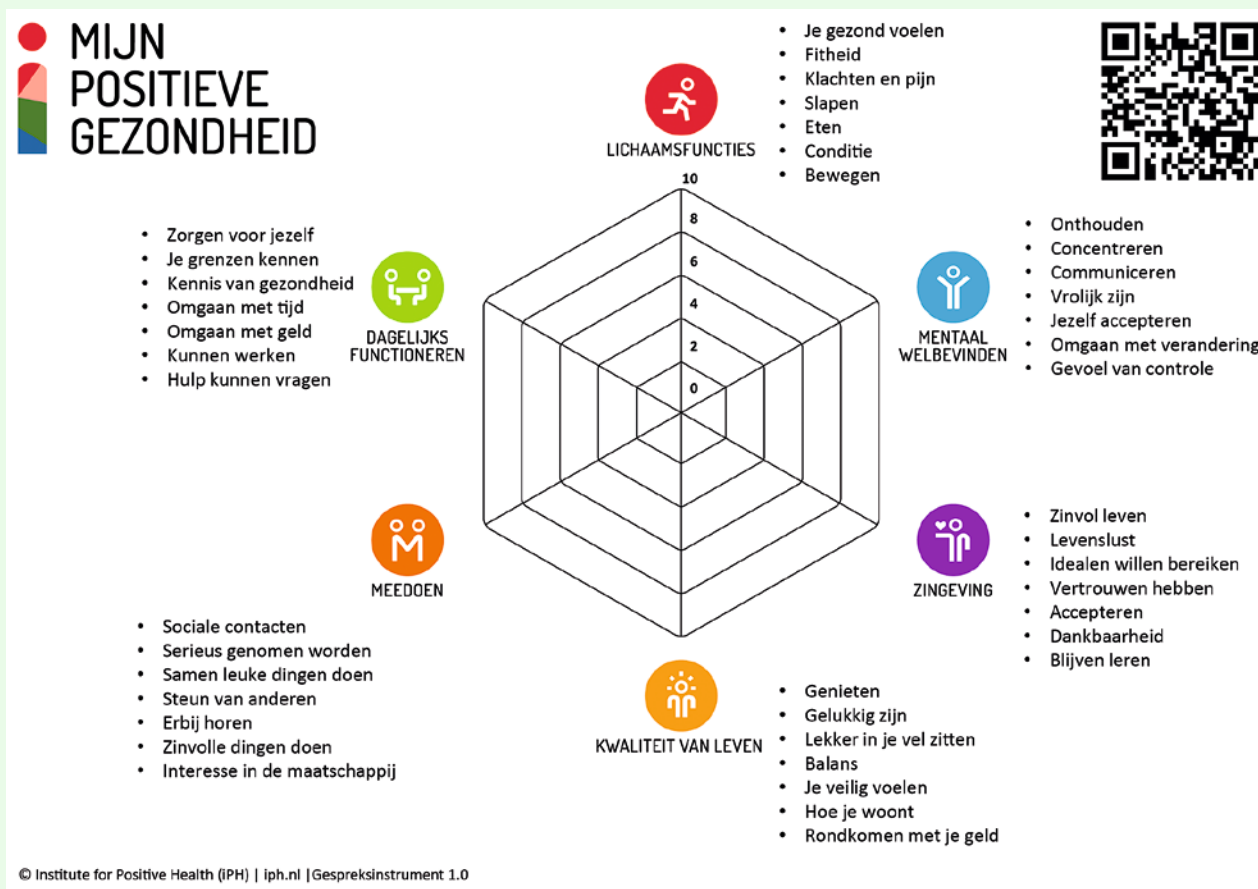 MIJN
POSITIEVE
GEZONDHEID
• Je gezond voelen
• Fitheid
• Klachten en pijn
• Slapen
• Eten
• Conditie
• Bewegen
LICHAAMSFUNCTIES
10
8
6
4
2
0
• Onthouden
• Concentreren
• Communiceren
• Vrolijk zijn
• Jezelf accepteren
• Omgaan met verandering
• Gevoel van controle
MENTAAL
WELBEVINDEN
• Zorgen voor jezelf
• Je grenzen kennen
• Kennis van gezondheid
• Omgaan met tijd
• Omgaan met geld
• Kunnen werken
• Hulp kunnen vragen
DAGELIJKS
FUNCTIONEREN
• Zinvol leven
• Levenslust
• Idealen willen bereiken
• Vertrouwen hebben
• Accepteren
• Dankbaarheid
• Blijven leren
ZINGEVING
MEEDOEN
• Sociale contacten
• Serieus genomen worden
• Samen leuke dingen doen
• Steun van anderen
• Erbij horen
• Zinvolle dingen doen
• Interesse in de maatschappij
KWALITEIT VAN LEVEN
• Genieten
• Gelukkig zijn
• Lekker in je vel zitten
• Balans
• Je veilig voelen
• Hoe je woont
• Rondkomen met je geld
© Institute for Positive Health (iPH) | iph.nl |Gespreksinstrument 1.0